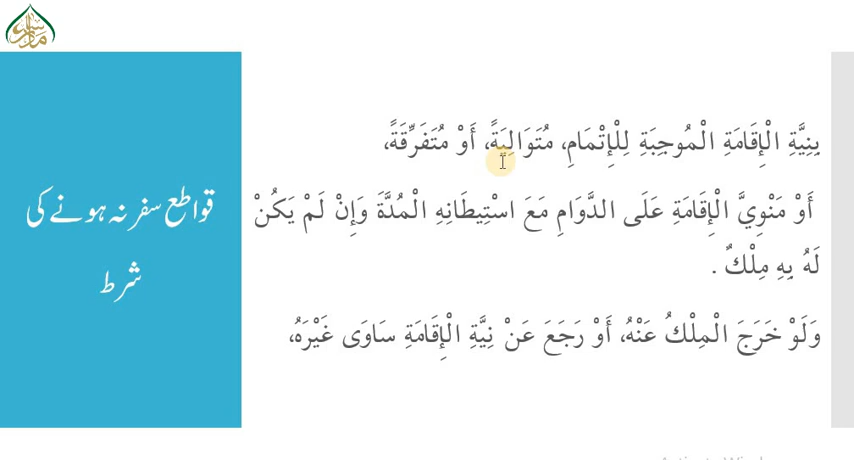 بِنِيَّةِ الْإِقَامَةِ الْمُوجِبَةِ لِلْإِتْمَامِ، مُتَوَالِيَةً، أَوْ مُتَفَرِّقَةً،
أَوْ مَنْوِيَّ الْإِقَامَةِ عَلَى الدَّوَامِ مَعَ اسْتِيطَانِهِ الْمُدَّةَ وَإِنْ لَمْ يَكُنْ
لَهُ بِهِ مِلْكٌ .
وَلَوْ خَرَجَ الْمِلْكُ عَنْهُ، أَوْ رَجَعَ عَنْ نِيَّةِ الْإِقَامَةِ سَاوَى غَيْرَهُ،
قواطع سفر نہ ہونے کی
شرط